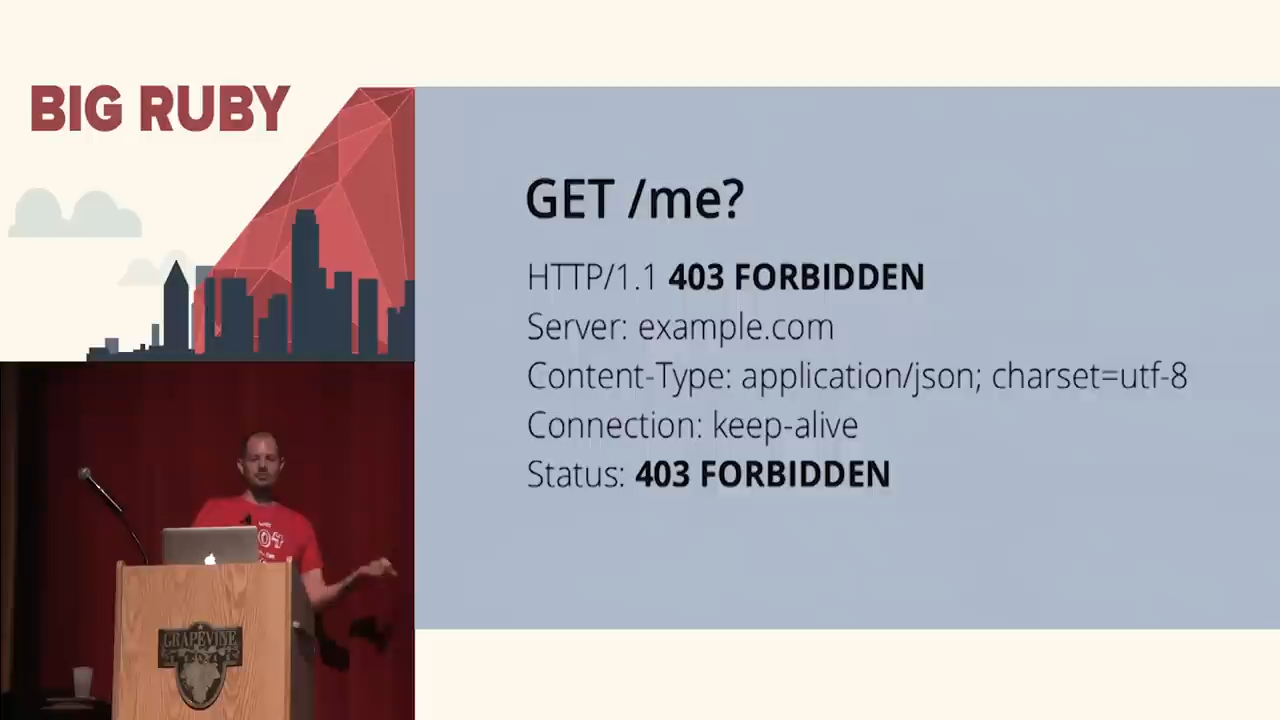 BIG RUBY
GET /me?
HTTP/1.1 403 FORBIDDEN
Server: example.com
Content-Type: application/json; charset=utf-8
Connection: keep-alive
Status: 403 FORBIDDEN
GRAPEVINE